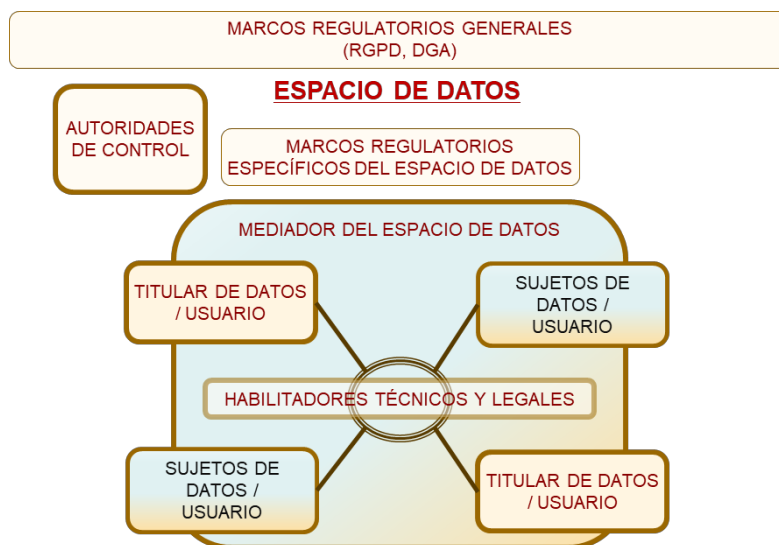 MARCOS REGULATORIOS GENERALES
(RGPD, DGA)
ESPACIO DE DATOS
AUTORIDADES
DE CONTROL
MARCOS REGULATORIOS
ESPECÍFICOS DEL ESPACIO DE DATOS
MEDIADOR DEL ESPACIO DE DATOS
TITULAR DE DATOS
/ USUARIO
SUJETOS DE
DATOS /
USUARIO
HABILITADORES TÉCNICOS Y LEGALES
SUJETOS DE
DATOS /
USUARIO
TITULAR DE DATOS
/ USUARIO